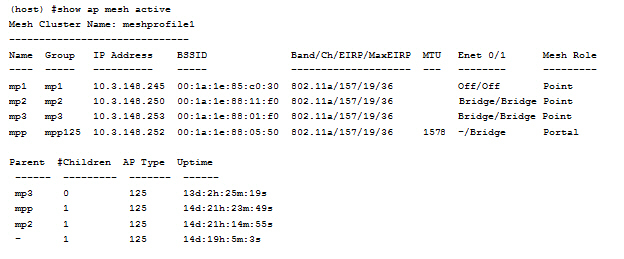 (host) #show ap mesh active
Mesh Cluster Name: meshprofile1
-------------------------------
Name Group IP Address BSSID Band/Ch/EIRP/MaxEIRP MTU Enet 0/1 Mesh Role
---- ----- ---------- ----- -------------------- --- -------- ---------
mp1 mp1 10.3.148.245 00:1a:1e:85:c0:30 802.11a/157/19/36 Off/Off Point
mp2 mp2 10.3.148.250 00:1a:1e:88:11:f0 802.11a/157/19/36 Bridge/Bridge Point
mp3 mp3 10.3.148.253 00:1a:1e:88:01:f0 802.11a/157/19/36 Bridge/Bridge Point
mpp mpp125 10.3.148.252 00:1a:1e:88:05:50 802.11a/157/19/36 1578 -/Bridge Portal
Parent #Children AP Type Uptime
------ --------- ------- ------
mp3 0 125 13d:2h:25m:19s
mpp 1 125 14d:21h:23m:49s
mp2 1 125 14d:21h:14m:55s
- 1 125 14d:19h:5m:3s